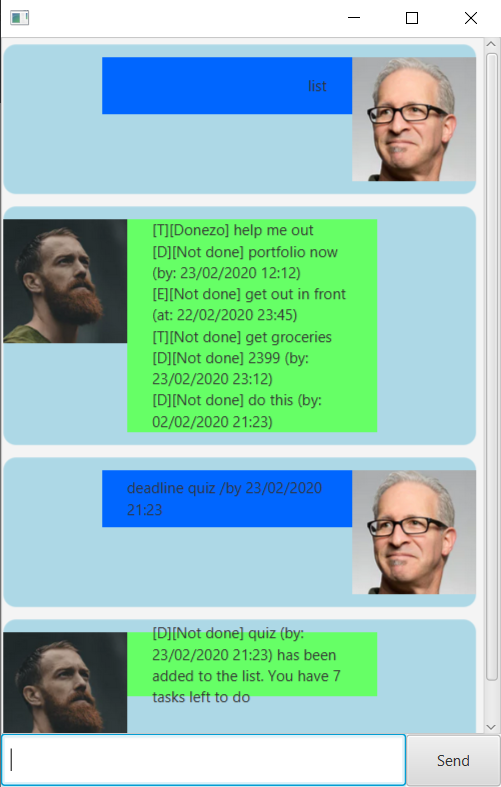 list
[T][Donezo] help me out
[D][Not done] portfolio now
(by: 23/02/2020 12:12)
[E][Not done] get out in front
(at: 22/02/2020 23:45)
[T][Not done] get groceries
[D][Not done] 2399 (by:
23/02/2020 23:12)
[D][Not done] do this (by:
02/02/2020 21:23)
deadline quiz /by 23/02/2020
21:23
[D][Not done] quiz (by:
23/02/2020 21:23) has been
added to the list. You have 7
tasks left to do
Send